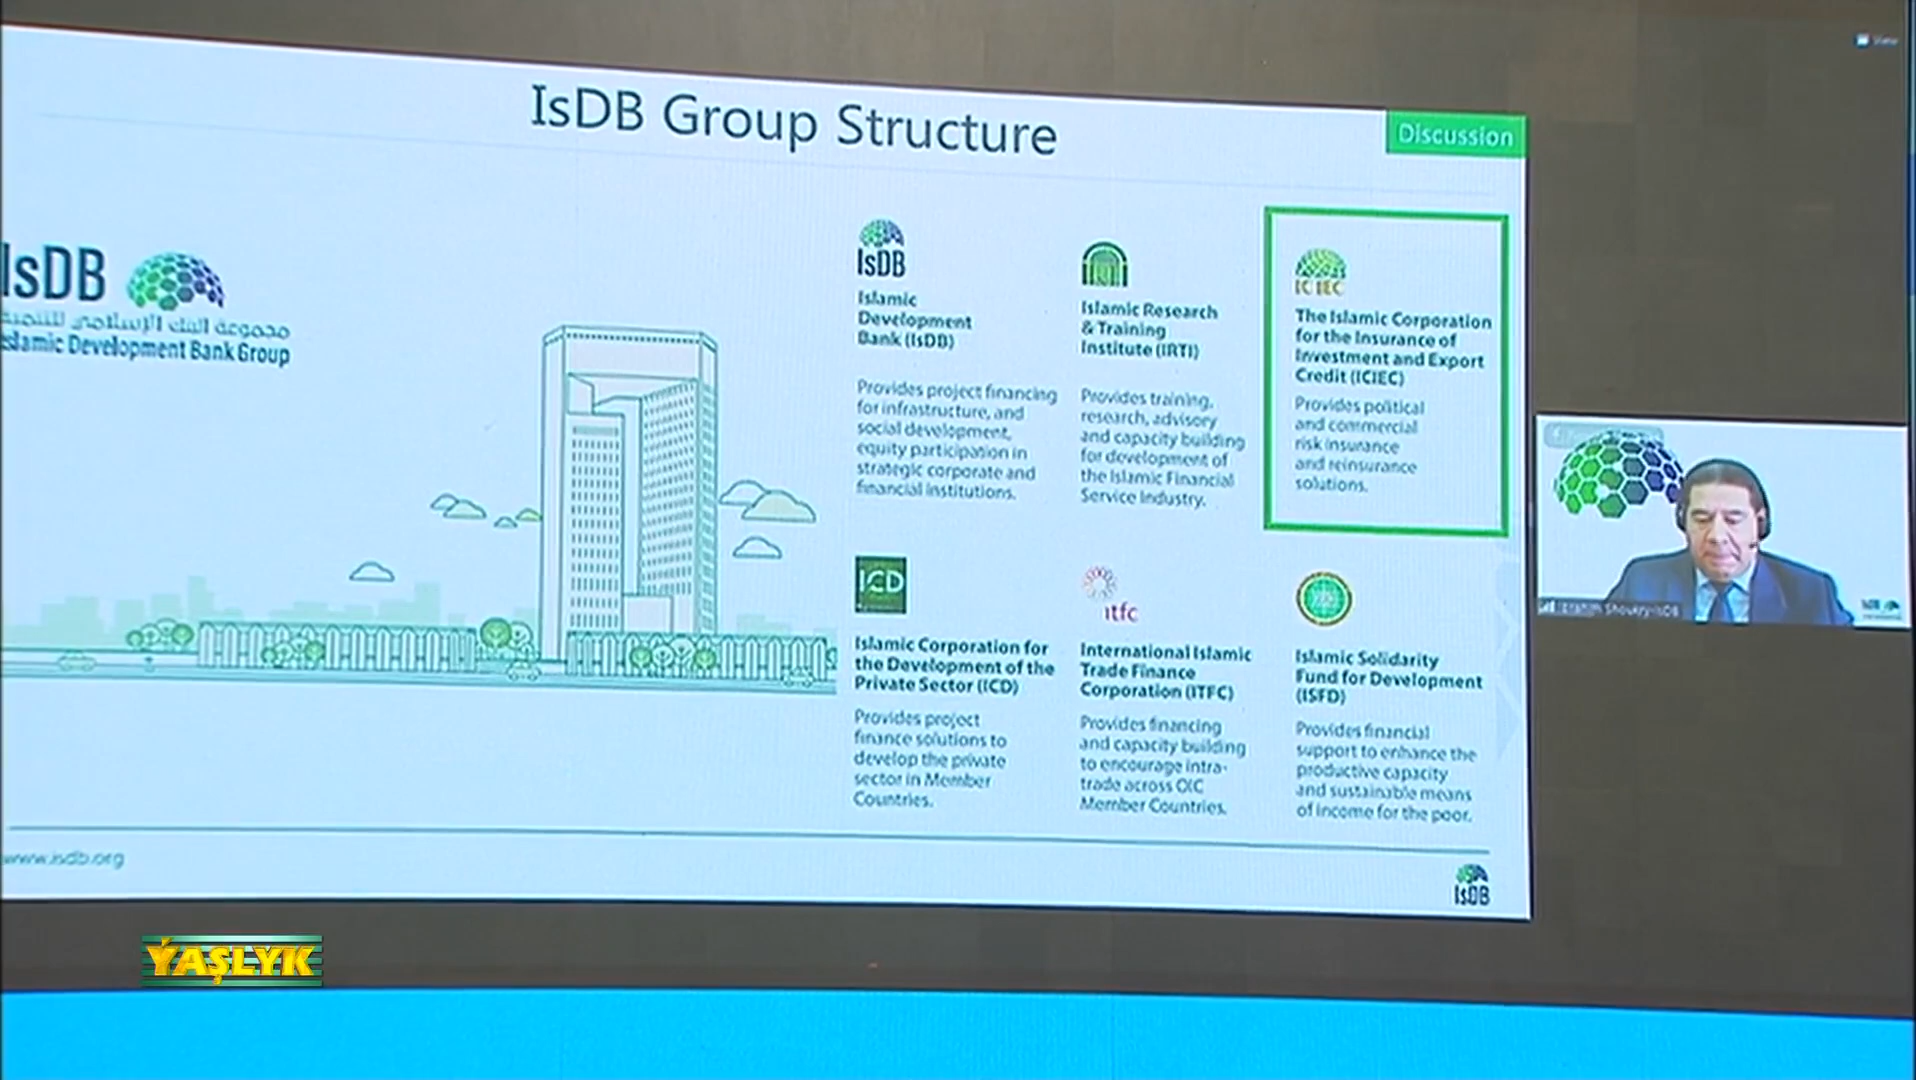 IsDB Group Structure
Discussion
IsDB
مجموعة البنك الإسلامي للتنمية
Islamic Development Bank Group
IsDB
Islamic
Development
Bank (IsDB)
Provides project financing
for infrastructure, and
social development,
equity participation in
strategic corporate and
financial institutions.
Islamic Research
& Training
Institute (IRTI)
Provides training,
research, advisory
and capacity building
for development of
the Islamic Financial
Service Industry.
ICIEC
The Islamic Corporation
for the Insurance of
Investment and Export
Credit (ICIEC)
Provides political
and commercial
risk insurance
and reinsurance
solutions.
ICD
Islamic Corporation for
the Development of the
Private Sector (ICD)
Provides project
finance solutions to
develop the private
sector in Member
Countries.
itfc
International Islamic
Trade Finance
Corporation (ITFC)
Provides financing
and capacity building
to encourage intra-
trade across OIC
Member Countries.
Islamic Solidarity
Fund for Development
(ISFD)
Provides financial
support to enhance the
productive capacity
and sustainable means
of income for the poor.
www.isdb.org
IsDB
View
Shoukry-IsDB
ÝAŞLYK